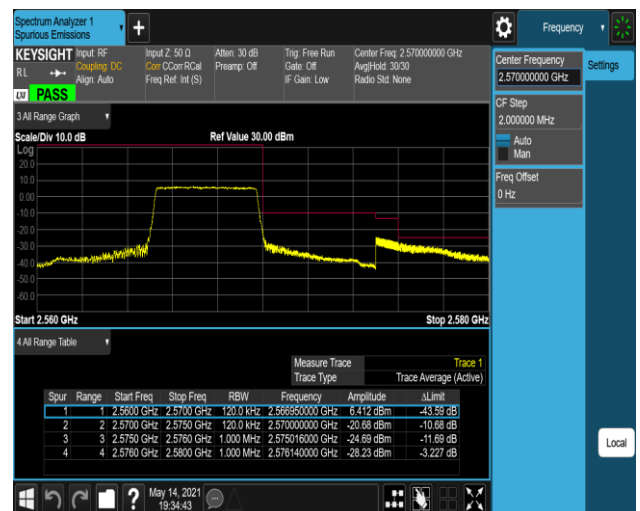 Spectrum Analyzer 1
Spurious Emissions
+
Frequency
KEYSIGHT Input: RF Input Z: 50 Ω Atten: 30 dB Trig: Free Run Center Freq: 2.570000000 GHz
RL Coupling: DC Corr CCorr RCal Preamp: Off Gate: Off Avg|Hold: 30/30
Align: Auto Freq Ref: Int (S) IF Gain: Low Radio Std: None
LXI PASS
Center Frequency
2.570000000 GHz
Settings
CF Step
2.000000 MHz
Auto
Man
Freq Offset
0 Hz
3 All Range Graph
Scale/Div 10.0 dB Ref Value 30.00 dBm
Log
20.0
10.0
0.00
-10.0
-20.0
-30.0
-40.0
-50.0
-60.0
Start 2.560 GHz Stop 2.580 GHz
4 All Range Table
Measure Trace Trace 1
Trace Type Trace Average (Active)
Spur Range Start Freq Stop Freq RBW Frequency Amplitude ΔLimit
1 1 2.5600 GHz 2.5700 GHz 120.0 kHz 2.566950000 GHz 6.412 dBm -43.59 dB
2 2 2.5700 GHz 2.5750 GHz 120.0 kHz 2.570000000 GHz -20.68 dBm -10.68 dB
3 3 2.5750 GHz 2.5760 GHz 1.000 MHz 2.575016000 GHz -24.69 dBm -11.69 dB
4 4 2.5760 GHz 2.5800 GHz 1.000 MHz 2.576140000 GHz -28.23 dBm -3.227 dB
Local
? May 14, 2021
19:34:43